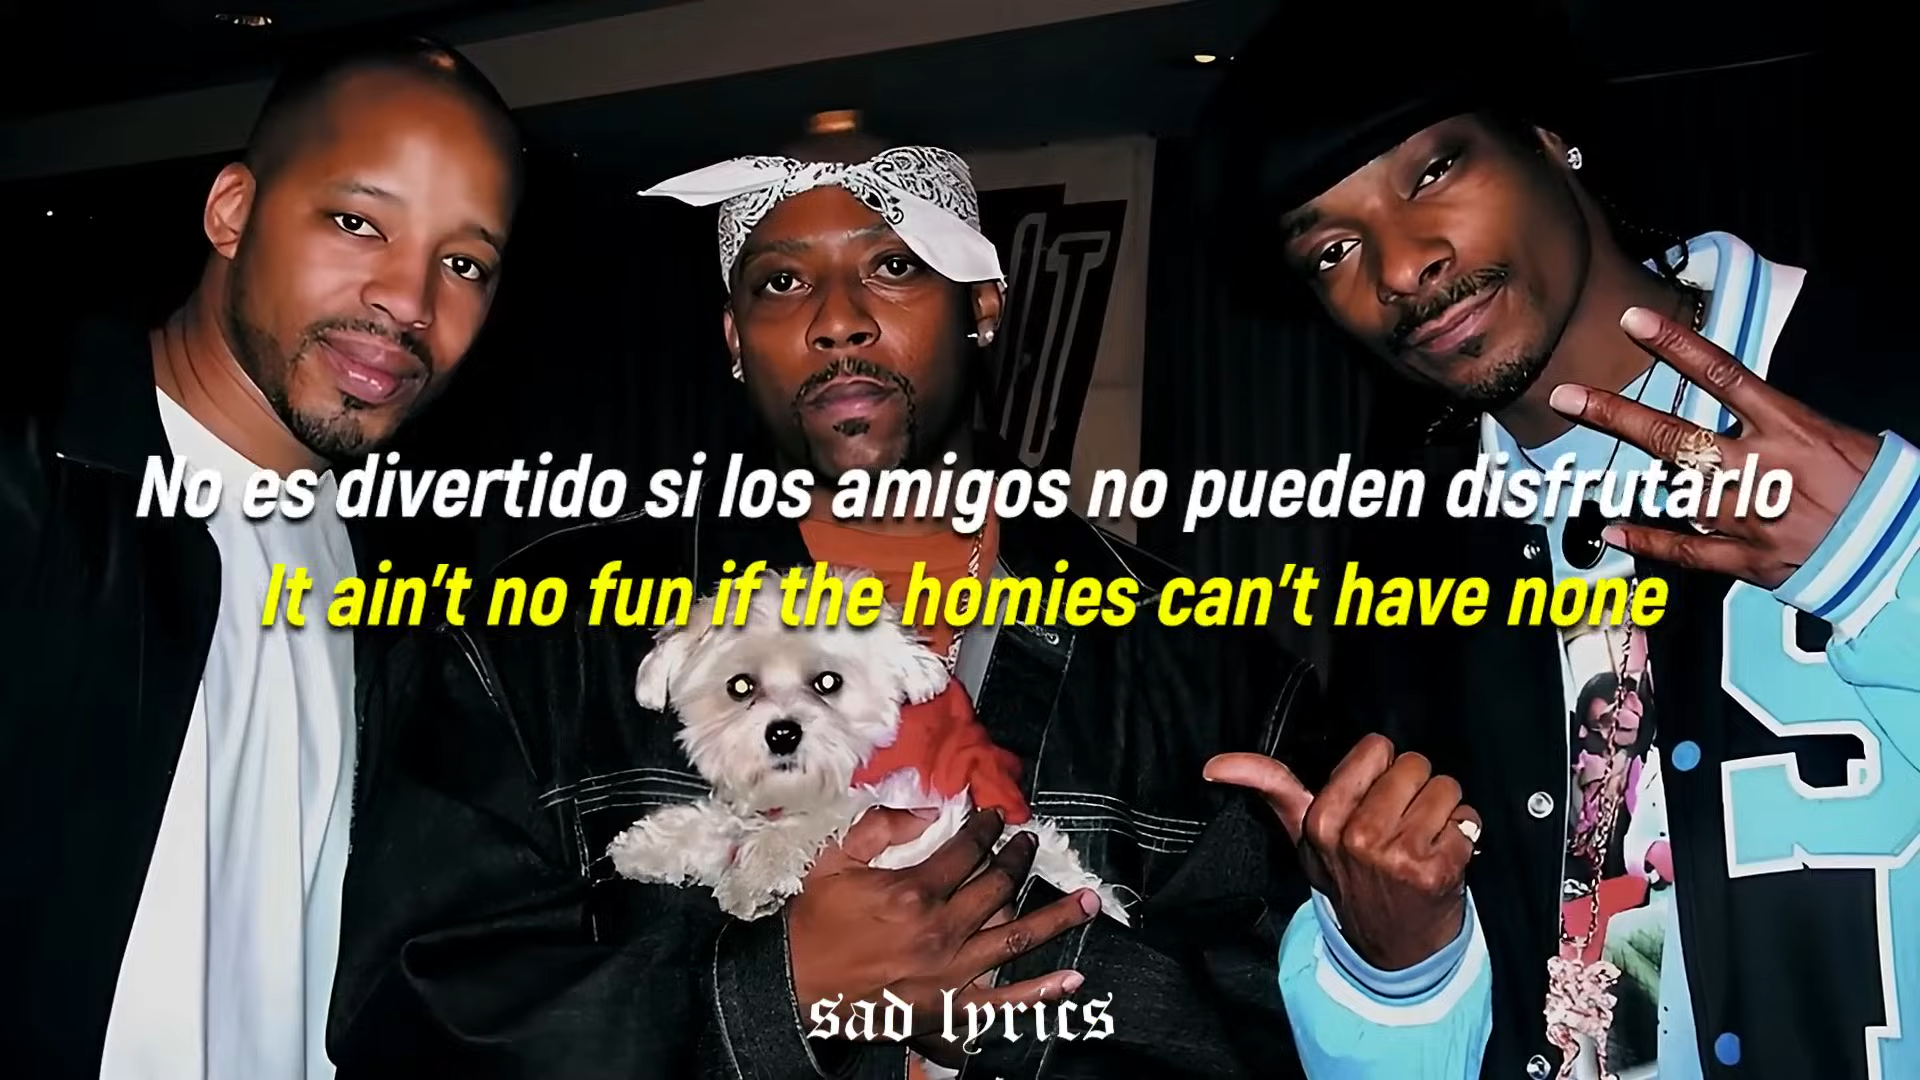 No es divertido si los amigos no pueden disfrutarlo
It ain't no fun if the homies can't have none
sad lyrics